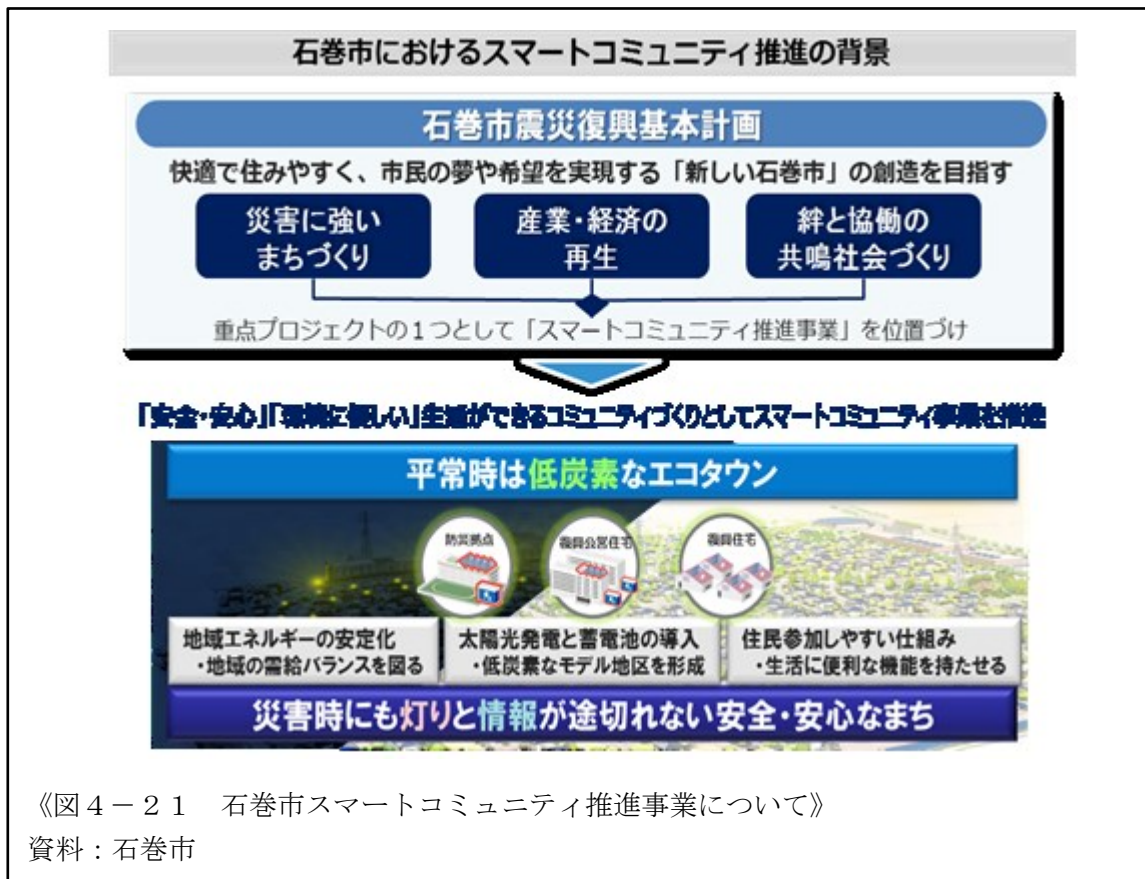 石巻市におけるスマートコミュニティ推進の背景
石巻市震災復興基本計画
快適で住みやすく、市民の夢や希望を実現する「新しい石巻市」の創造を目指す
災害に強い
まちづくり
産業・経済の
再生
絆と協働の
共鳴社会づくり
重点プロジェクトの1つとして「スマートコミュニティ推進事業」を位置づけ
「安全・安心」「環境に優しい」生活ができるコミュニティづくりとしてスマートコミュニティ事業を推進
平常時は低炭素なエコタウン
防災拠点
復興公営住宅
復興住宅
地域エネルギーの安定化
・地域の需給バランスを図る
太陽光発電と蓄電池の導入
・低炭素なモデル地区を形成
住民参加しやすい仕組み
・生活に便利な機能を持たせる
災害時にも灯りと情報が途切れない安全・安心なまち
《図4-21 石巻市スマートコミュニティ推進事業について》
資料:石巻市